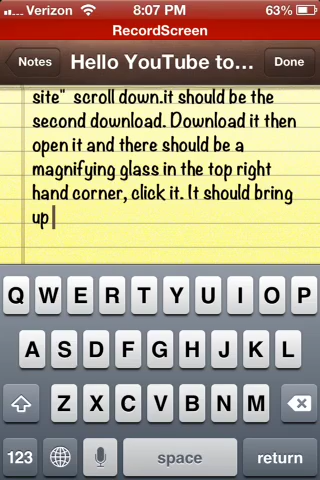 Verizon 8:07 PM 63%
RecordScreen
Notes Hello YouTube to... Done
site" scroll down.it should be the
second download. Download it then
open it and there should be a
magnifying glass in the top right
hand corner, click it. It should bring
up
Q W E R T Y U I O P
A S D F G H J K L
Z X C V B N M
123 space return